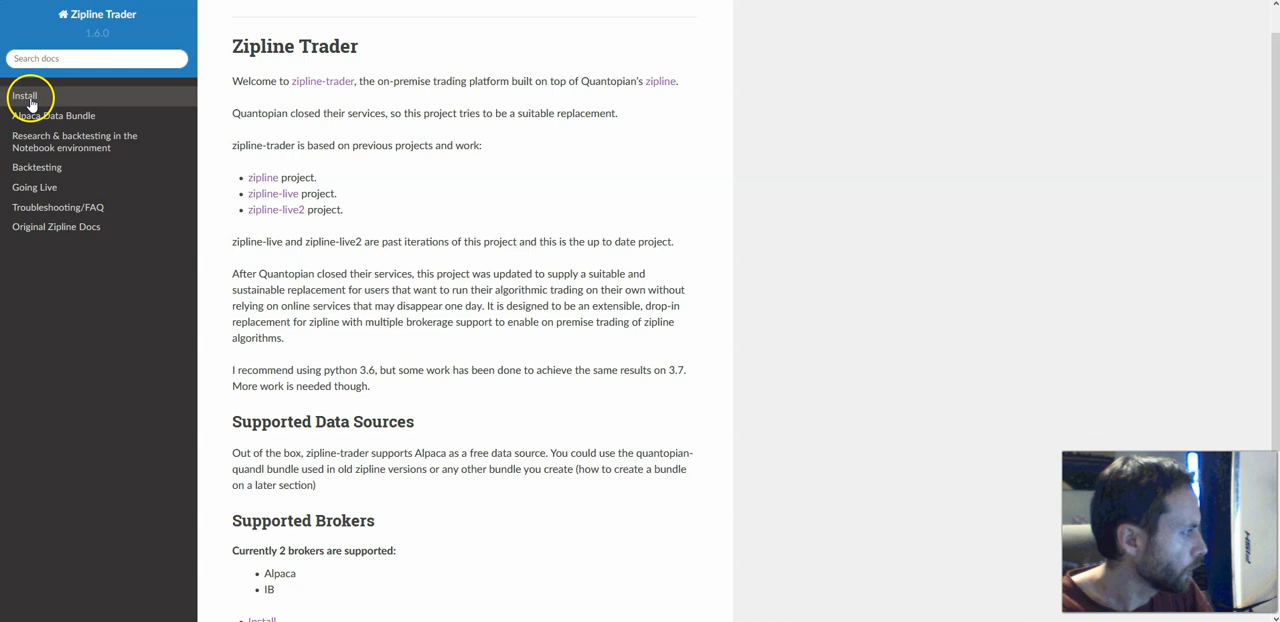 Zipline Trader
1.6.0
Search docs
Install
Alpaca Data Bundle
Research & backtesting in the
Notebook environment
Backtesting
Going Live
Troubleshooting/FAQ
Original Zipline Docs
Zipline Trader
Welcome to zipline-trader, the on-premise trading platform built on top of Quantopian's zipline.
Quantopian closed their services, so this project tries to be a suitable replacement.
zipline-trader is based on previous projects and work:
• zipline project.
• zipline-live project.
• zipline-live2 project.
zipline-live and zipline-live2 are past iterations of this project and this is the up to date project.
After Quantopian closed their services, this project was updated to supply a suitable and
sustainable replacement for users that want to run their algorithmic trading on their own without
relying on online services that may disappear one day. It is designed to be an extensible, drop-in
replacement for zipline with multiple brokerage support to enable on premise trading of zipline
algorithms.
I recommend using python 3.6, but some work has been done to achieve the same results on 3.7.
More work is needed though.
Supported Data Sources
Out of the box, zipline-trader supports Alpaca as a free data source. You could use the quantopian-
quandl bundle used in old zipline versions or any other bundle you create (how to create a bundle
on a later section)
Supported Brokers
Currently 2 brokers are supported:
• Alpaca
• IB
• Install